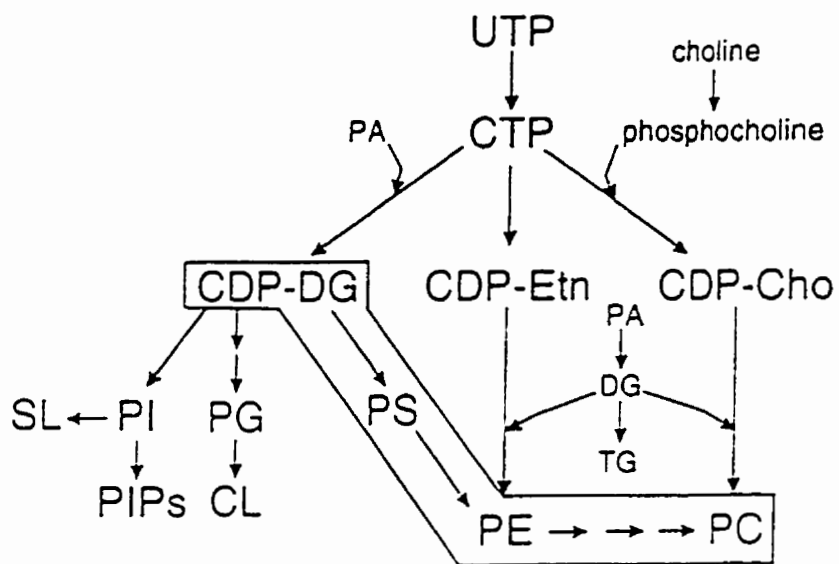 UTP
choline
PA
CTP
phosphocholine
CDP-DG
CDP-Etn
CDP-Cho
PA
DG
SL
PI
PG
PS
TG
PIPs
CL
PE
PC